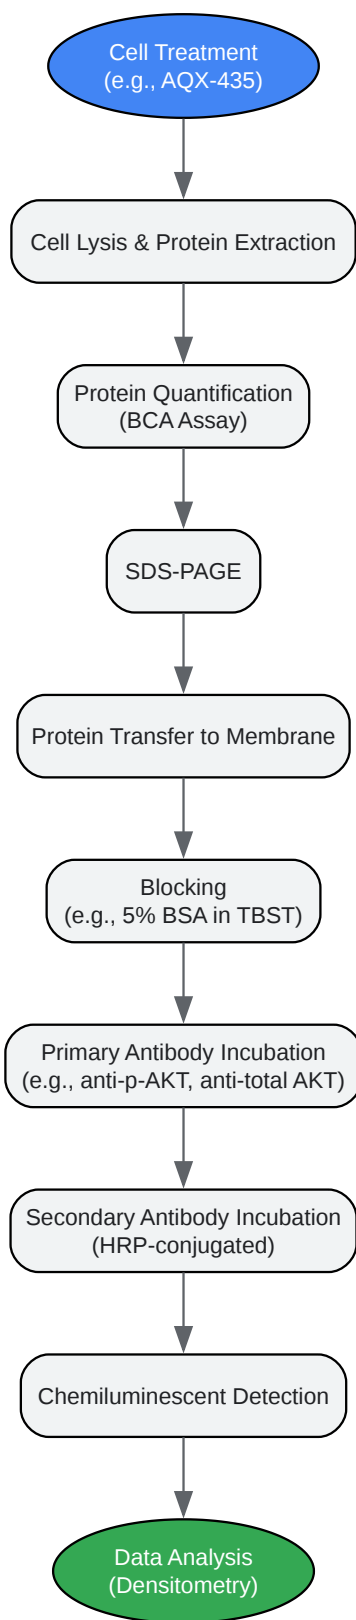 Cell Treatment
(e.g., AQX-435)
Cell Lysis & Protein Extraction
Protein Quantification
(BCA Assay)
SDS-PAGE
Protein Transfer to Membrane
Blocking
(e.g., 5% BSA in TBST)
Primary Antibody Incubation
(e.g., anti-p-AKT, anti-total AKT)
Secondary Antibody Incubation
(HRP-conjugated)
Chemiluminescent Detection
Data Analysis
(Densitometry)